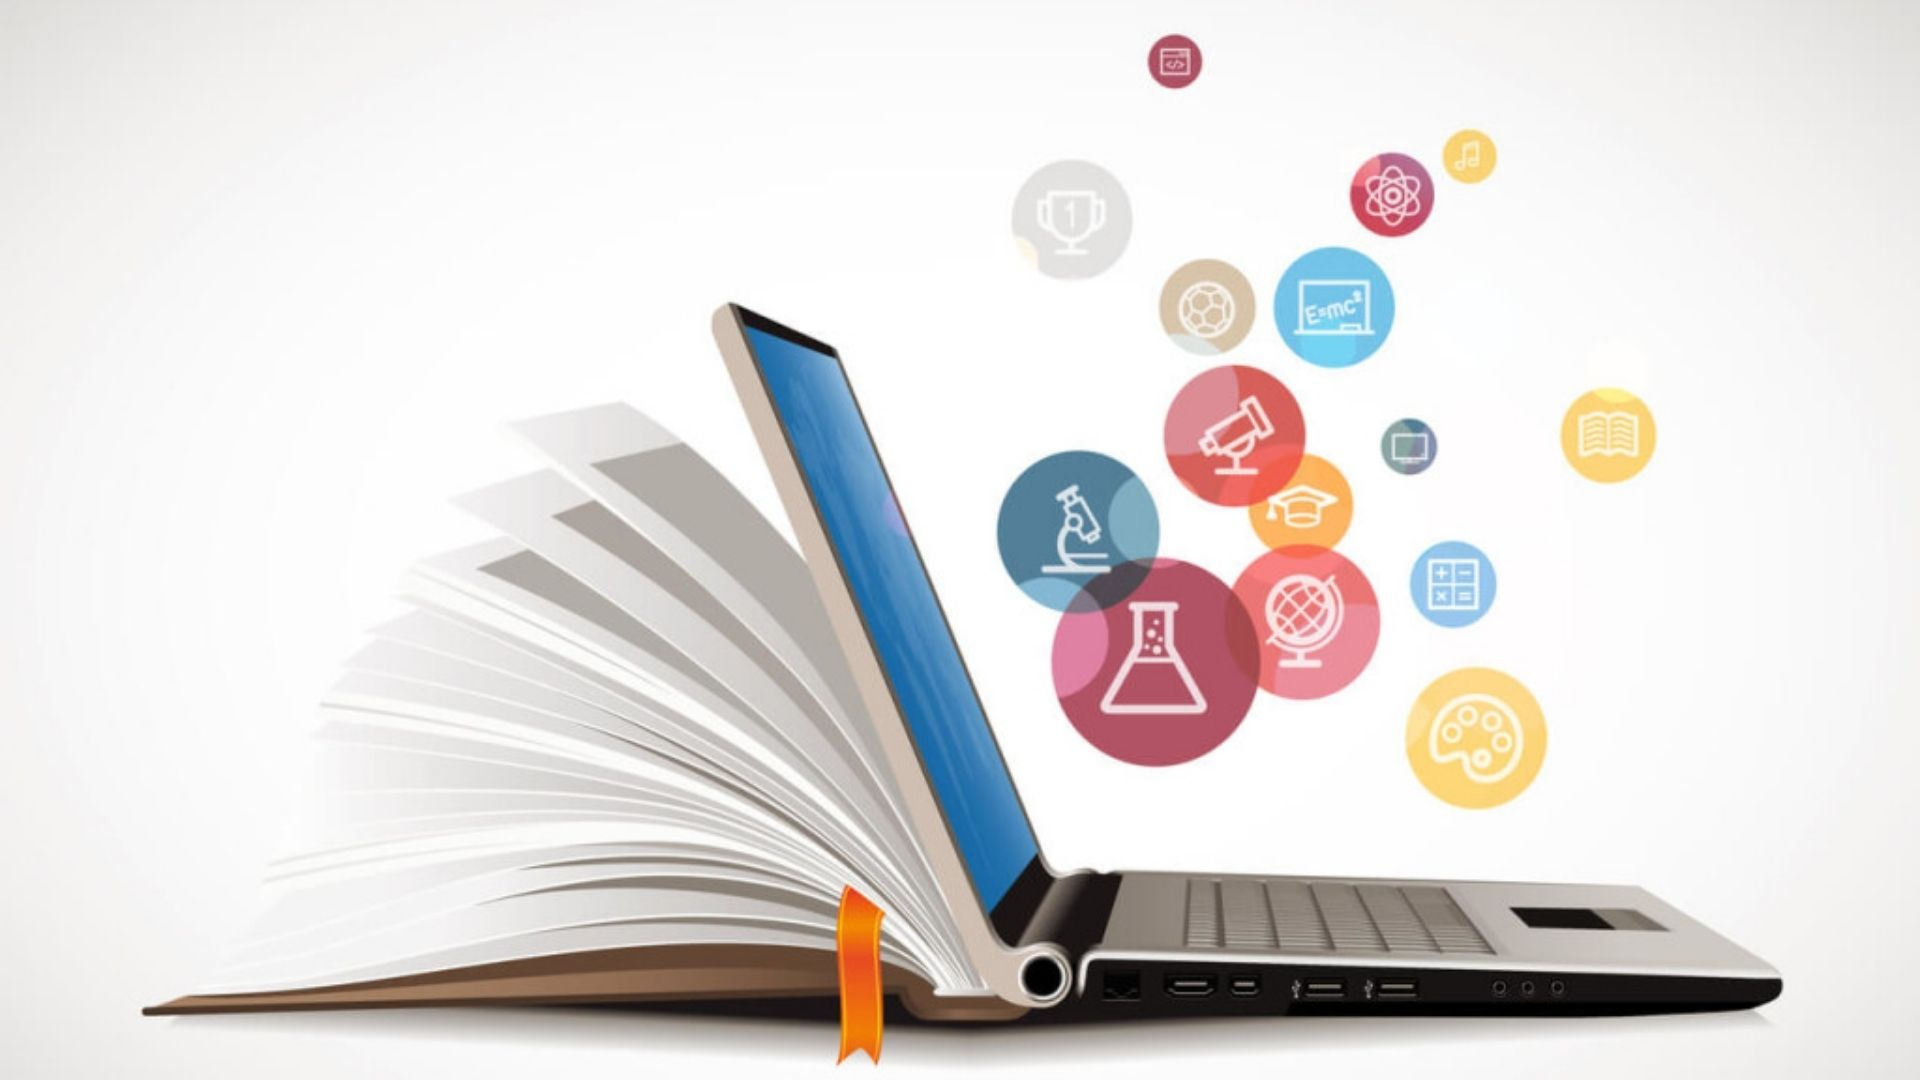 </>
1
E=mc²
+ −
× =